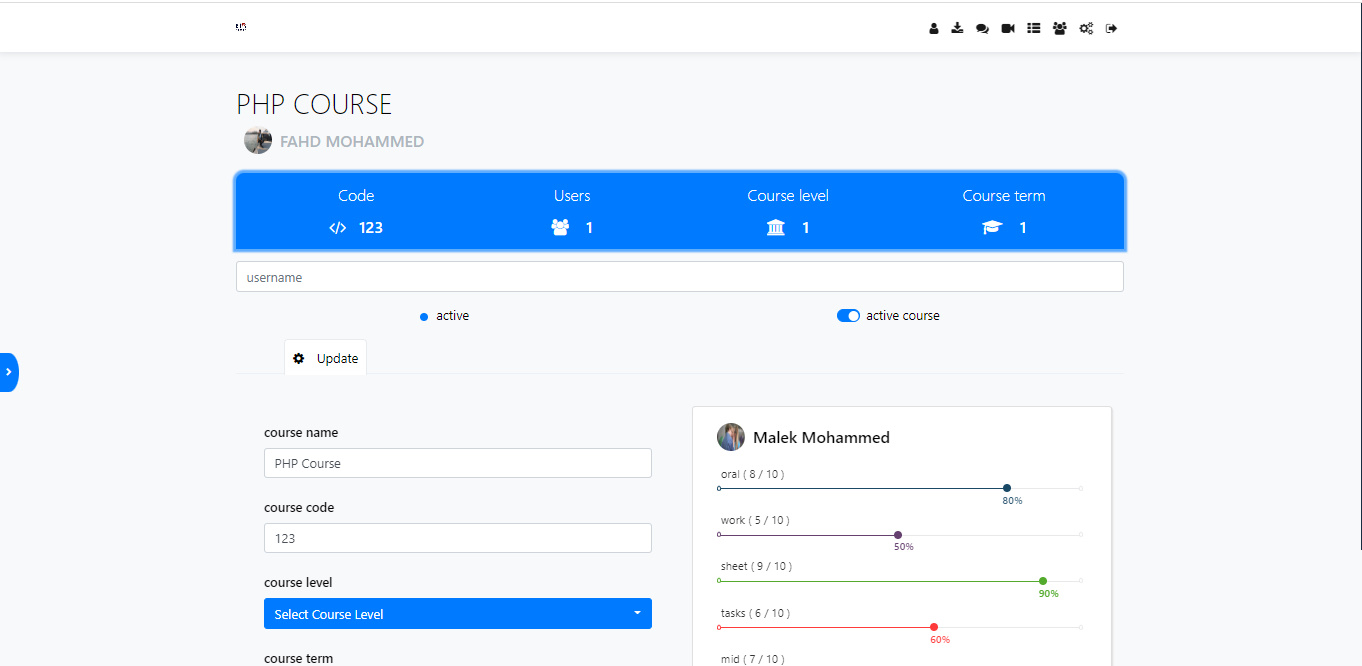 PHP COURSE
FAHD MOHAMMED
Code Users Course level Course term
123 1 1 1
username
active active course
Update
course name
PHP Course
course code
123
course level
Select Course Level
course term
Malek Mohammed
oral ( 8 / 10 )
80%
work ( 5 / 10 )
50%
sheet ( 9 / 10 )
90%
tasks ( 6 / 10 )
60%
mid ( 7 / 10 )